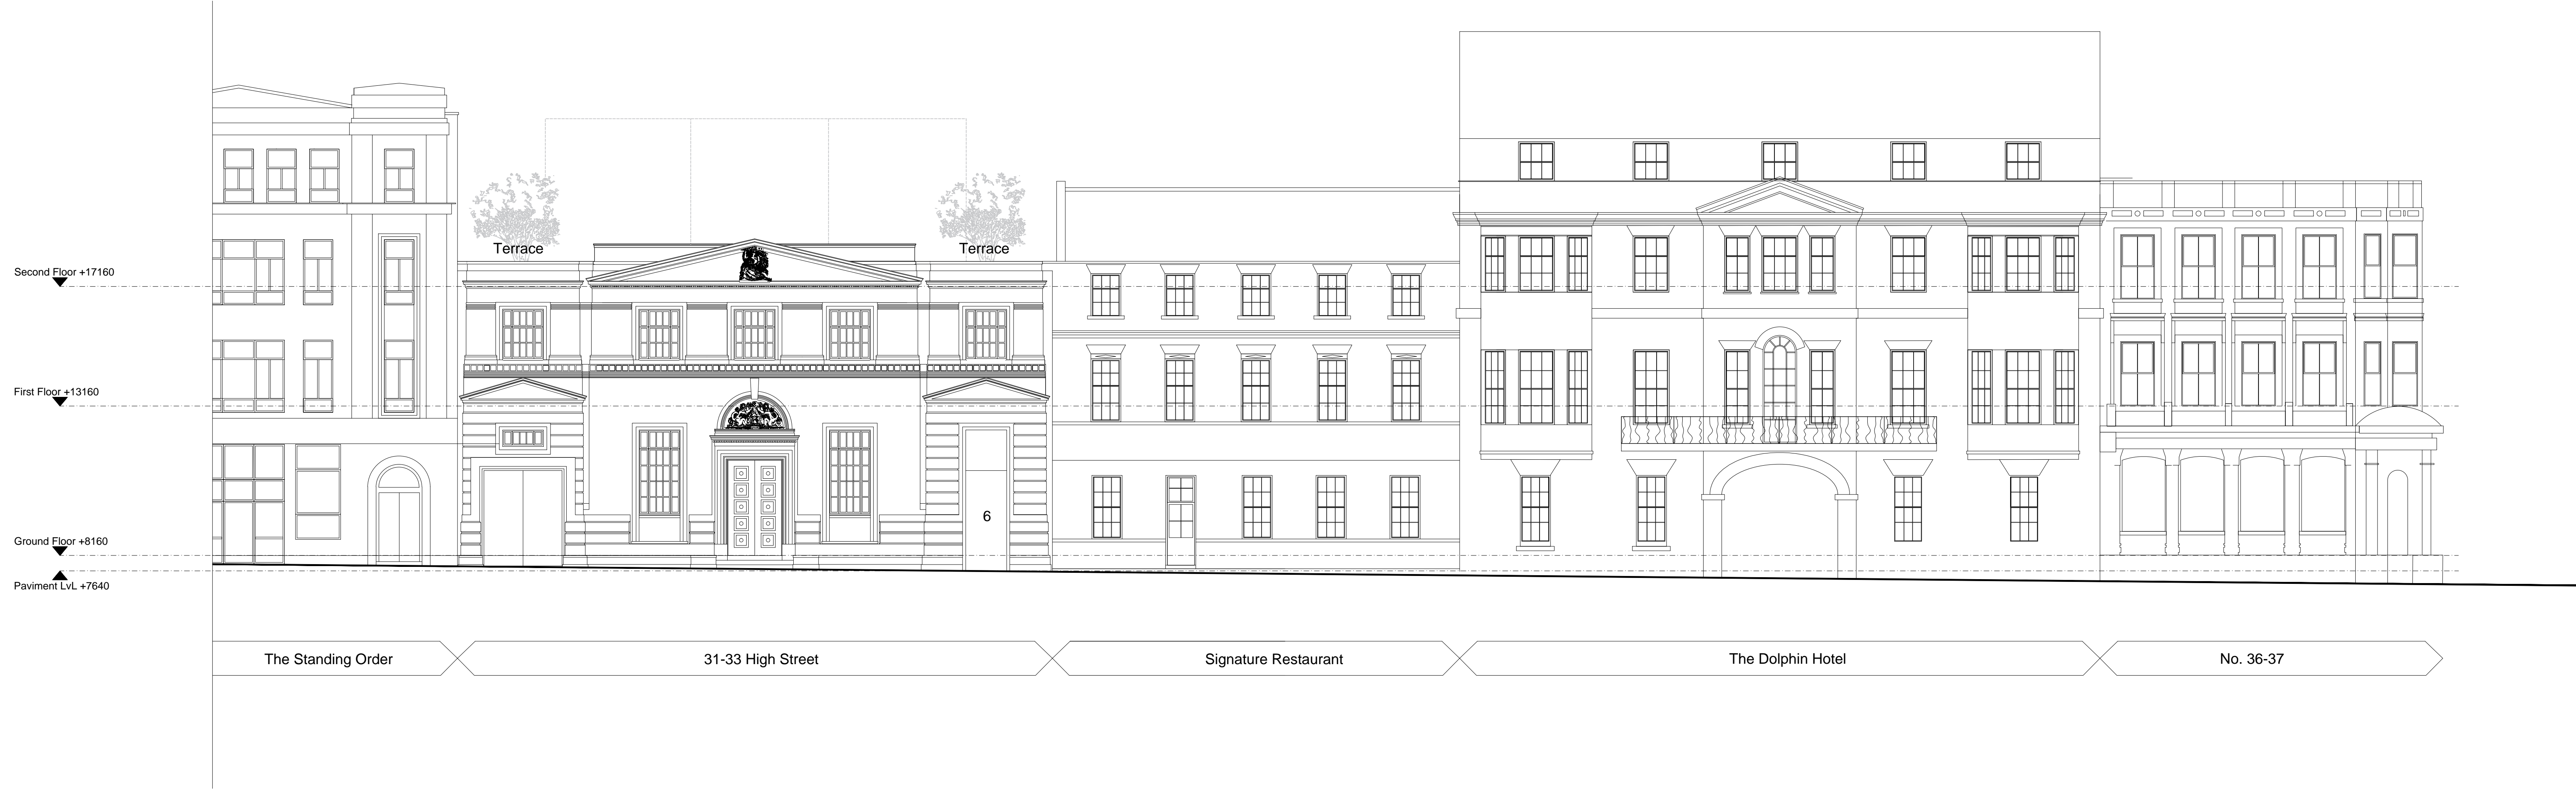 Terrace
Terrace
Second Floor +17160
First Floor +13160
6
Ground Floor +8160
Paviment LvL +7640
The Standing Order
31-33 High Street
Signature Restaurant
The Dolphin Hotel
No. 36-37